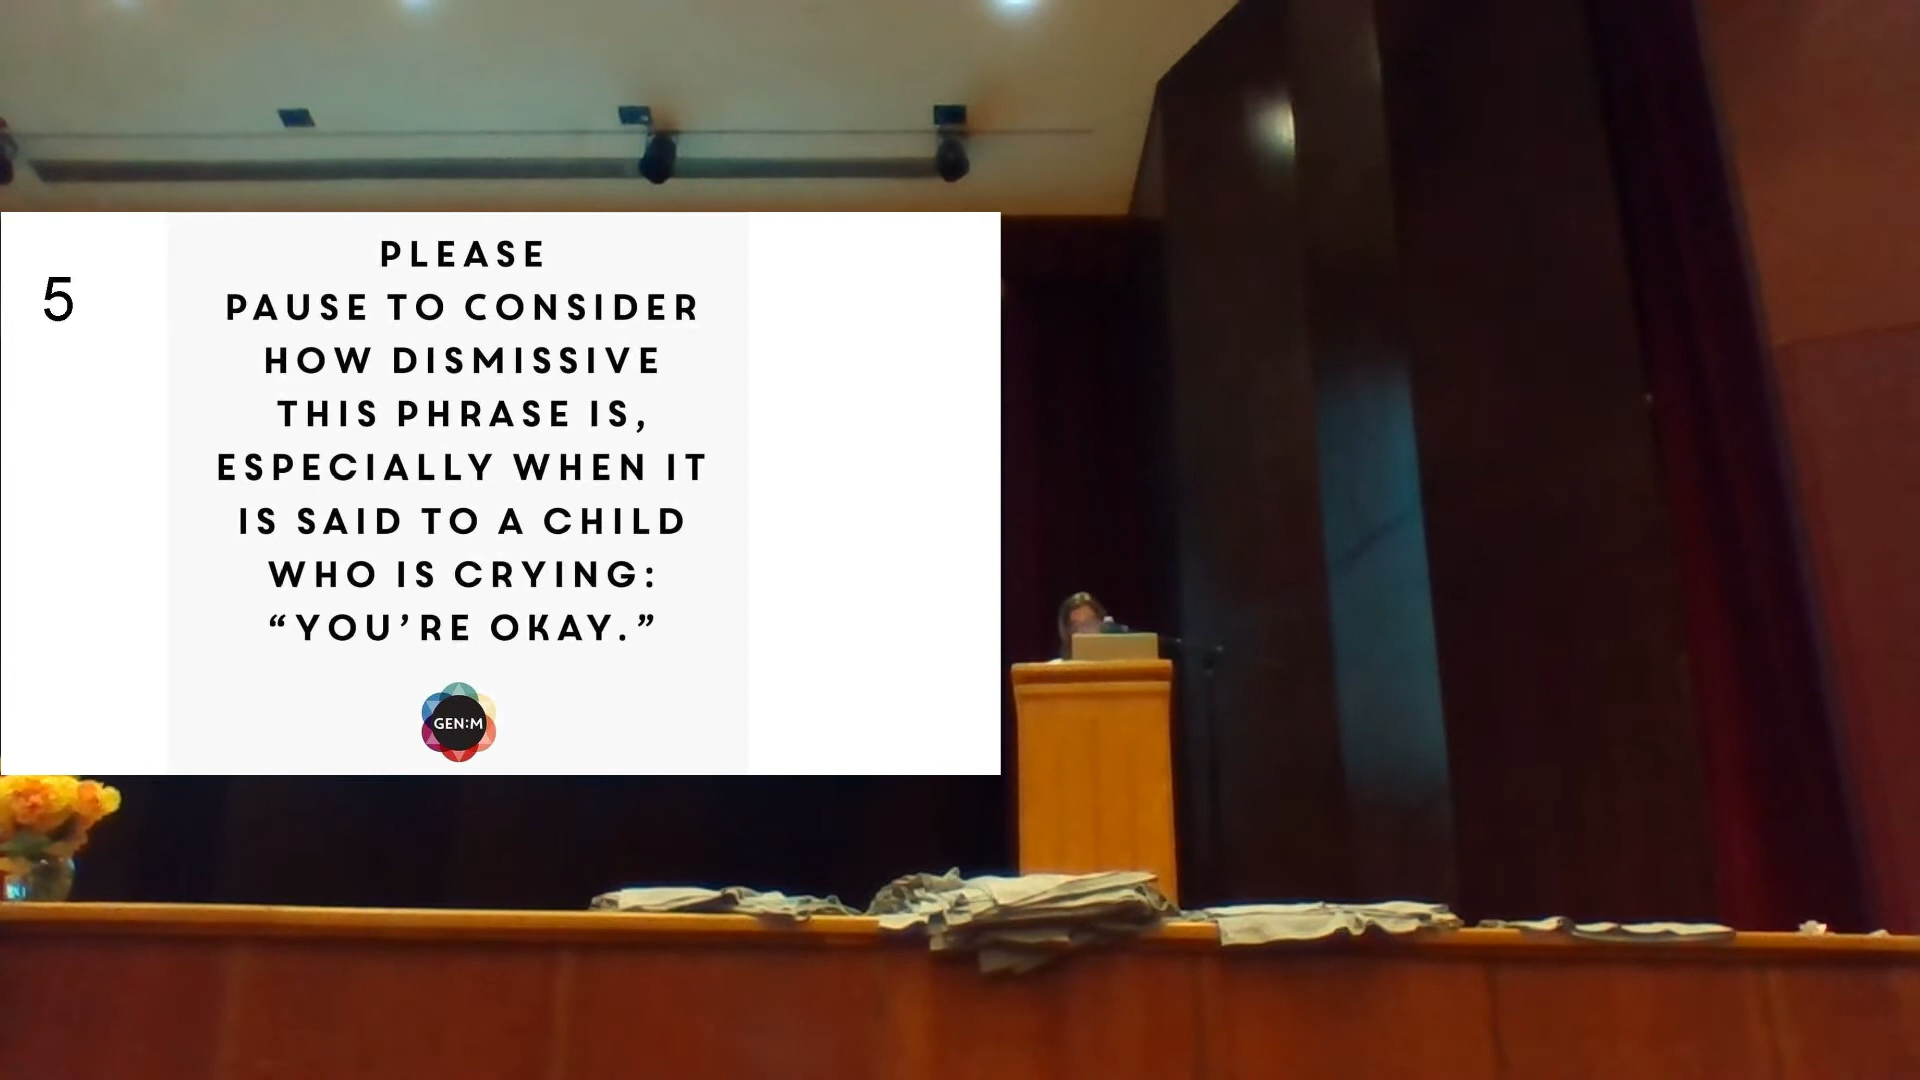 5
PLEASE
PAUSE TO CONSIDER
HOW DISMISSIVE
THIS PHRASE IS,
ESPECIALLY WHEN IT
IS SAID TO A CHILD
WHO IS CRYING:
“YOU’RE OKAY.”
GEN:M